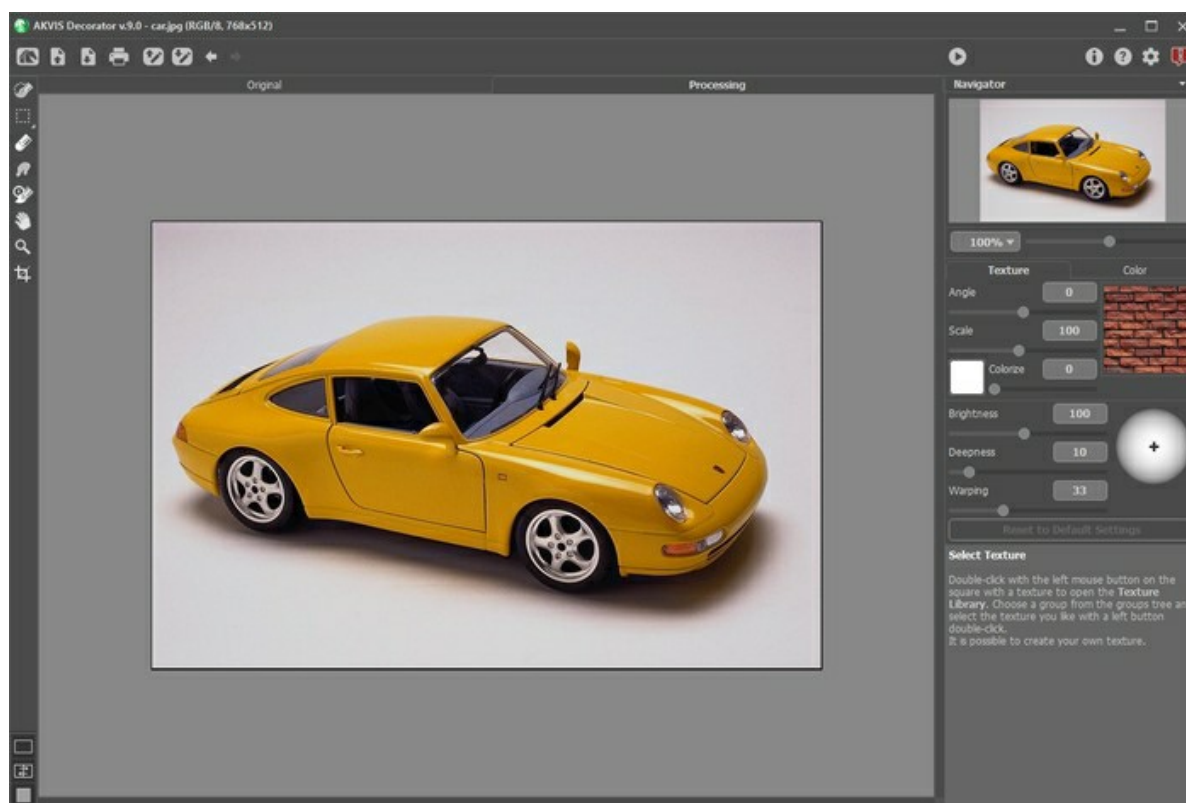 AKVIS Decorator v.9.0 - car.jpg (RGB/8, 768x512)
Original
Processing
Navigator
100%
Texture
Color
Angle
0
Scale
100
Colorize
0
Brightness
100
Deepness
10
Warping
33
Reset to Default Settings
Select Texture
Double-click with the left mouse button on the
square with a texture to open the Texture
Library. Choose a group from the groups tree an
select the texture you like with a left button
double-click.
It is possible to create your own texture.